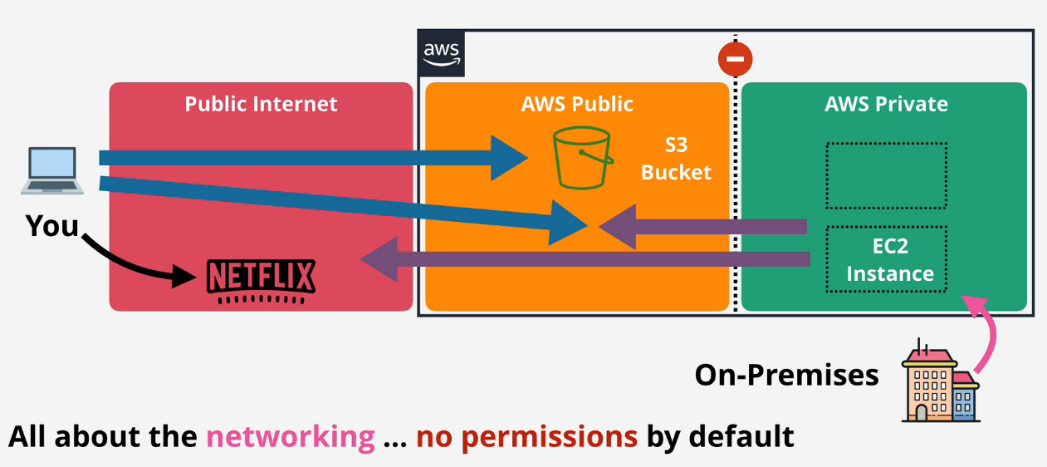 aws
Public Internet
AWS Public
AWS Private
S3
Bucket
You
NETFLIX
EC2
Instance
On-Premises
All about the networking ... no permissions by default